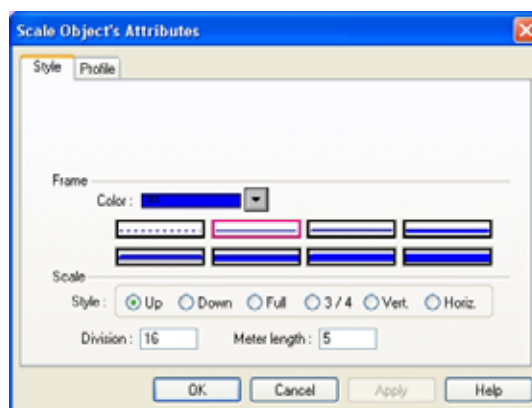 Scale Object's Attributes
Style Profile
Frame
Color :
Scale
Style : Up Down Full 3 / 4 Vert. Horiz.
Division : 16 Meter length : 5
OK Cancel Apply Help